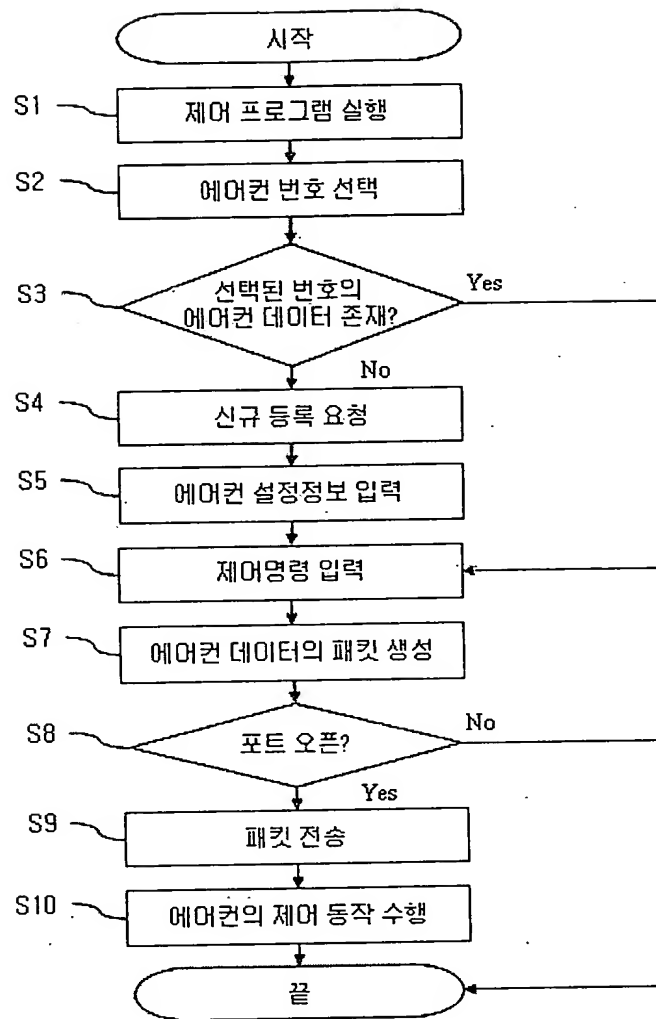 시작
S1
제어 프로그램 실행
S2
에어컨 번호 선택
S3
선택된 번호의
에어컨 데이터 존재?
Yes
No
S4
신규 등록 요청
S5
에어컨 설정정보 입력
S6
제어명령 입력
S7
에어컨 데이터의 패킷 생성
S8
포트 오픈?
No
Yes
S9
패킷 전송
S10
에어컨의 제어 동작 수행
끝